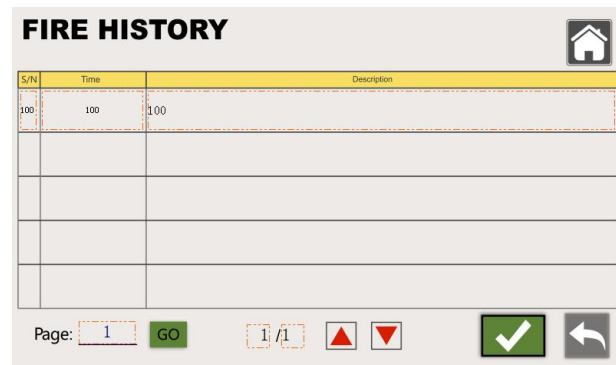 FIRE HISTORY
S/N Time Description
100 100 100
Page: 1 GO 1 /1